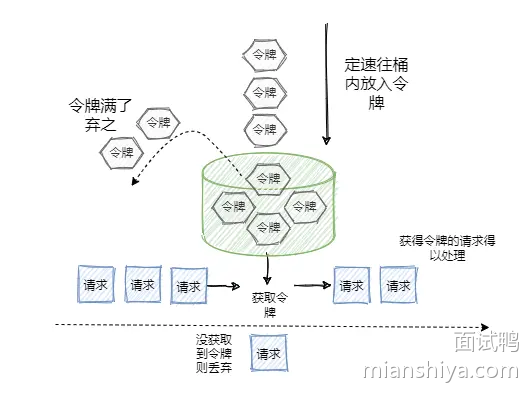 令牌
令牌
令牌
定速往桶
内放入令
牌
令牌满了
弃之
令牌
令牌
令牌
令牌
令牌
令牌
获得令牌的请求得
以处理
请求
请求
请求
获取令
牌
请求
请求
没获取
到令牌
则丢弃
请求
面试鸭
mianshiya.com